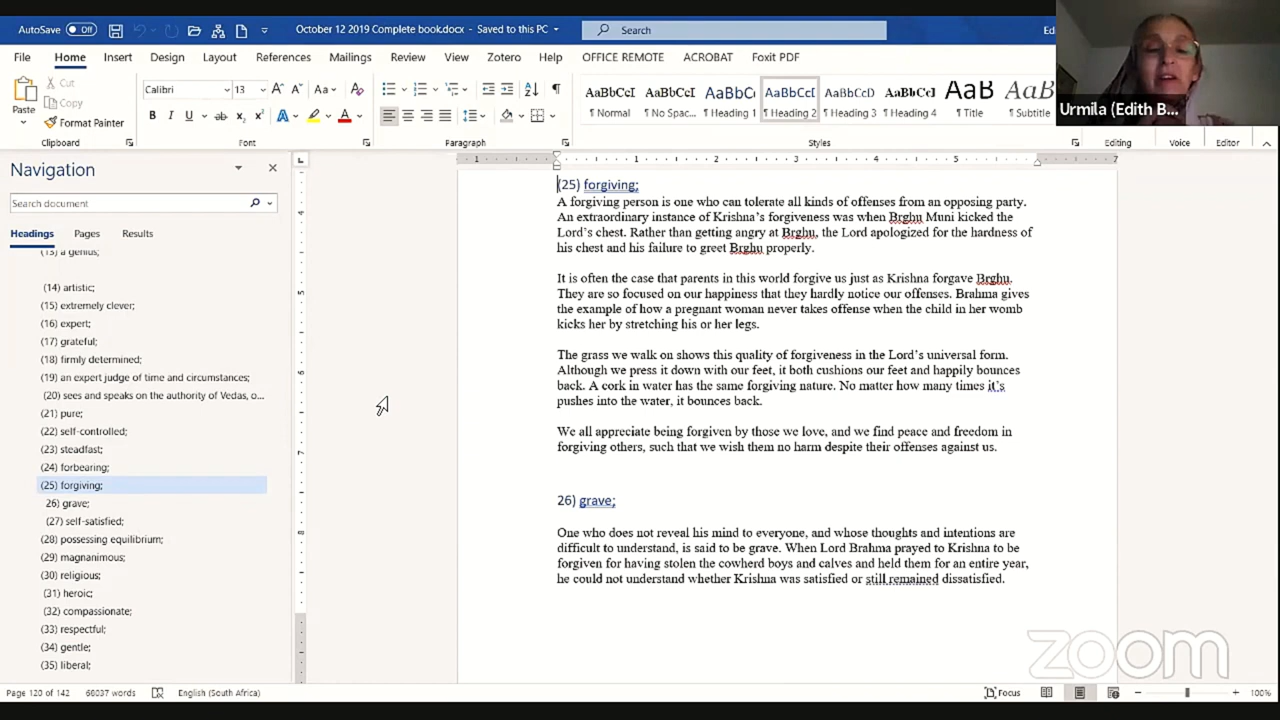 AutoSave Off
October 12 2019 Complete book.docx - Saved to this PC
Search
Ed
File Home Insert Design Layout References Mailings Review View Zotero Help OFFICE REMOTE ACROBAT Foxit PDF
Paste
Cut
Copy
Format Painter
Calibri 13
AaBbCcI AaBbCcI AaBbCc AaBbCcI AaBbCcD AaBbCcI AaB AaBbC
¶ Normal ¶ No Spac... ¶ Heading 1 ¶ Heading 2 ¶ Heading 3 ¶ Heading 4 ¶ Title ¶ Subtitle
Clipboard Font Paragraph Styles Editing Voice Editor
Urmila (Edith B...
Navigation
Search document
Headings Pages Results
(13) a genius;
(14) artistic;
(15) extremely clever;
(16) expert;
(17) grateful;
(18) firmly determined;
(19) an expert judge of time and circumstances;
(20) sees and speaks on the authority of Vedas, o...
(21) pure;
(22) self-controlled;
(23) steadfast;
(24) forbearing;
(25) forgiving;
26) grave;
(27) self-satisfied;
(28) possessing equilibrium;
(29) magnanimous;
(30) religious;
(31) heroic;
(32) compassionate;
(33) respectful;
(34) gentle;
(35) liberal;
(25) forgiving;
A forgiving person is one who can tolerate all kinds of offenses from an opposing party.
An extraordinary instance of Krishna's forgiveness was when Brghu Muni kicked the
Lord's chest. Rather than getting angry at Brghu, the Lord apologized for the hardness of
his chest and his failure to greet Brghu properly.
It is often the case that parents in this world forgive us just as Krishna forgave Brghu.
They are so focused on our happiness that they hardly notice our offenses. Brahma gives
the example of how a pregnant woman never takes offense when the child in her womb
kicks her by stretching his or her legs.
The grass we walk on shows this quality of forgiveness in the Lord's universal form.
Although we press it down with our feet, it both cushions our feet and happily bounces
back. A cork in water has the same forgiving nature. No matter how many times it's
pushes into the water, it bounces back.
We all appreciate being forgiven by those we love, and we find peace and freedom in
forgiving others, such that we wish them no harm despite their offenses against us.
26) grave;
One who does not reveal his mind to everyone, and whose thoughts and intentions are
difficult to understand, is said to be grave. When Lord Brahma prayed to Krishna to be
forgiven for having stolen the cowherd boys and calves and held them for an entire year,
he could not understand whether Krishna was satisfied or still remained dissatisfied.
zoom
Page 120 of 142 66037 words English (South Africa) Focus 100%